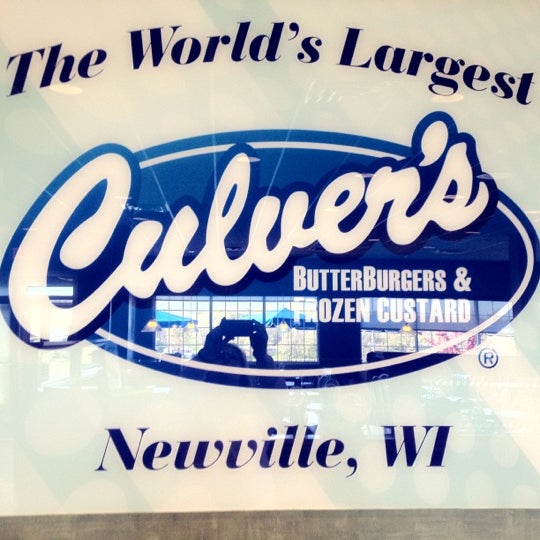 The World's Largest
Culver's
BUTTERBURGERS &
FROZEN CUSTARD
®
Newville, WI